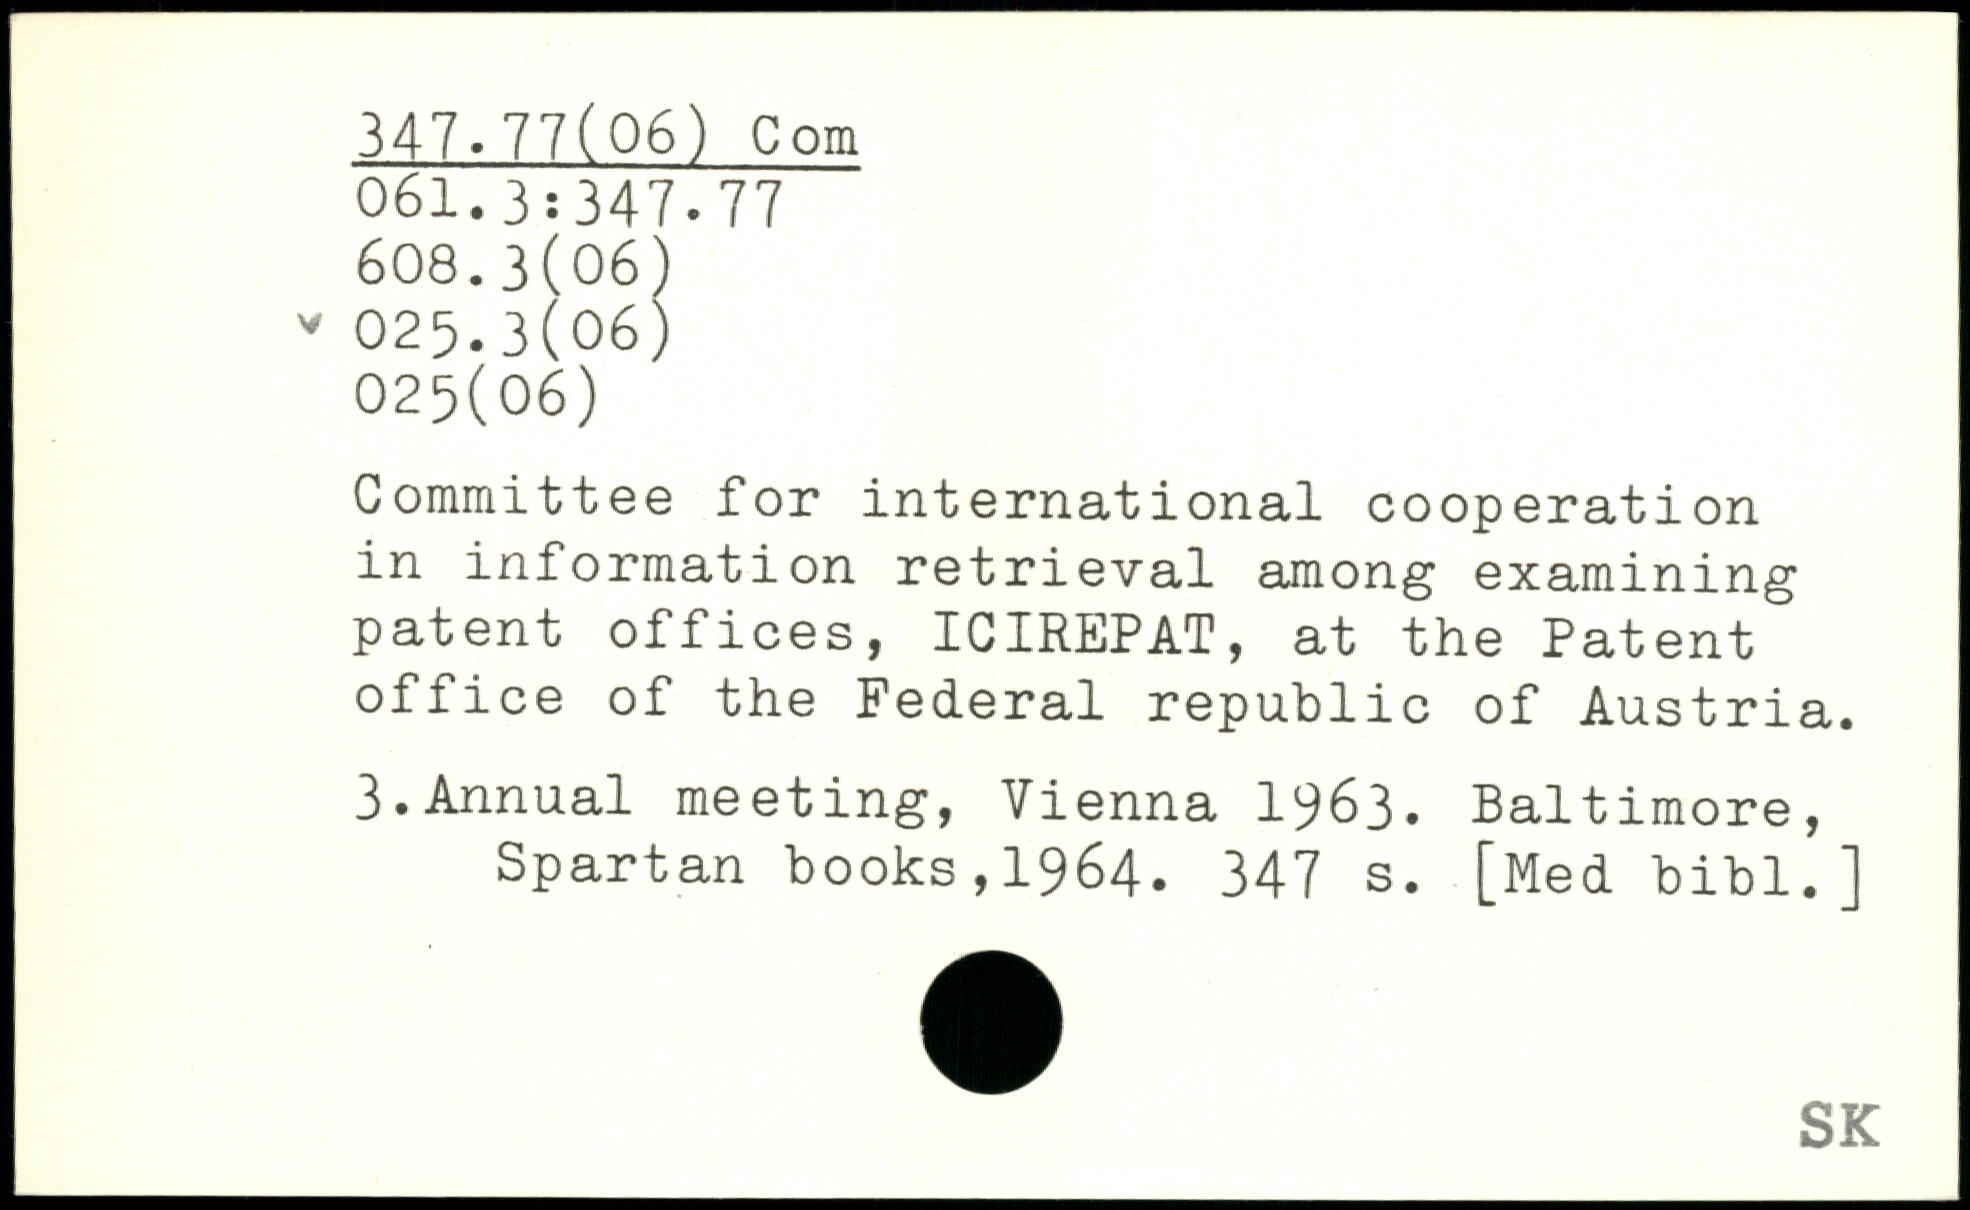 347.77(06) Com
061.3:347.77
608.3(06)
v 025.3(06)
025(06)
Committee for international cooperation
in information retrieval among examining
patent offices, ICIREPAT, at the Patent
office of the Federal republic of Austria.
3.Annual meeting, Vienna 1963. Baltimore,
Spartan books,1964. 347 s. [Med bibl.]
SK